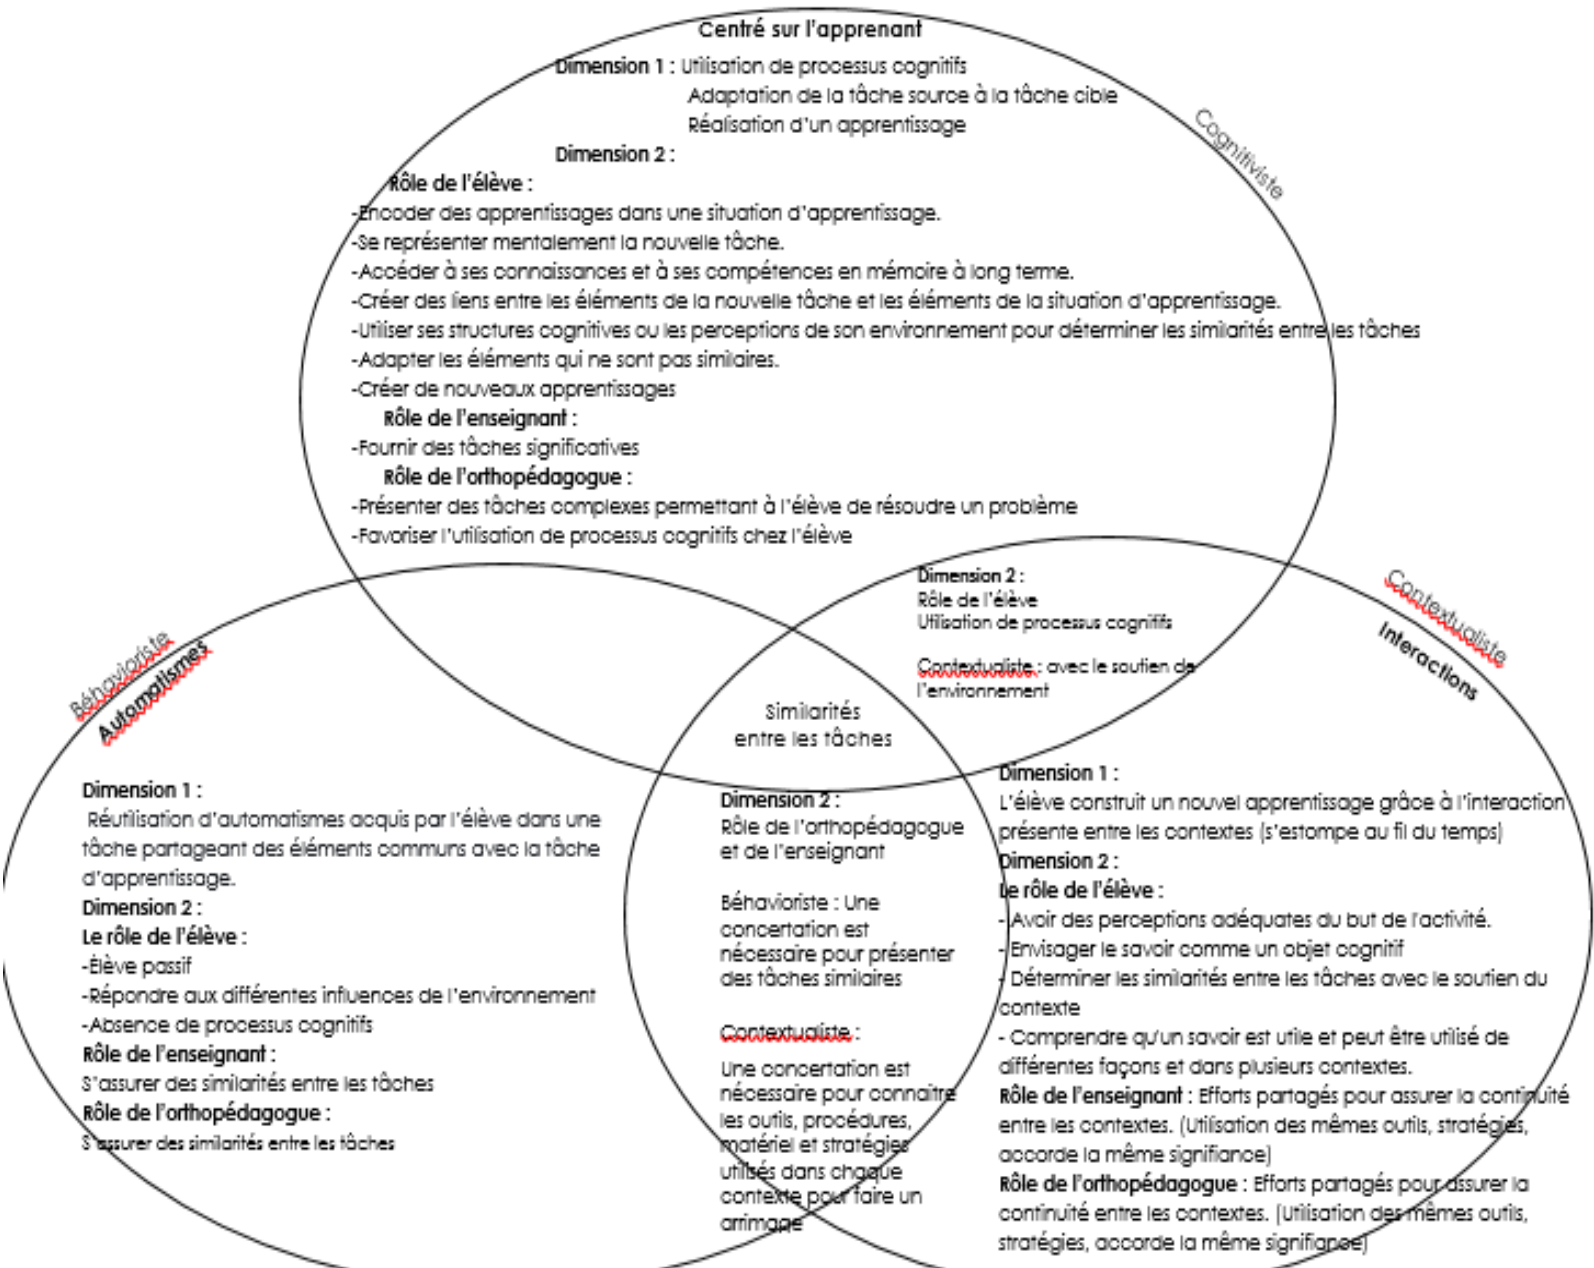 Centré sur l'apprenant
Dimension 1 : Utilisation de processus cognitifs
Adaptation de la tâche source à la tâche cible
Réalisation d'un apprentissage
Dimension 2 :
Rôle de l'élève :
-Encoder des apprentissages dans une situation d'apprentissage.
-Se représenter mentalement la nouvelle tâche.
-Accéder à ses connaissances et à ses compétences en mémoire à long terme.
-Créer des liens entre les éléments de la nouvelle tâche et les éléments de la situation d'apprentissage.
-Utiliser ses structures cognitives ou les perceptions de son environnement pour déterminer les similarités entre les tâches
-Adapter les éléments qui ne sont pas similaires.
-Créer de nouveaux apprentissages
Rôle de l'enseignant :
-Fournir des tâches significatives
Rôle de l'orthopédagogue :
-Présenter des tâches complexes permettant à l'élève de résoudre un problème
-Favoriser l'utilisation de processus cognitifs chez l'élève
Cognitiviste
Dimension 2 :
Rôle de l'élève
Utilisation de processus cognitifs
Contextualiste : avec le soutien de
l'environnement
Contextualiste
Interactions
Béhavioriste
Automatismes
Similarités
entre les tâches
Dimension 1 :
Réutilisation d'automatismes acquis par l'élève dans une
tâche partageant des éléments communs avec la tâche
d'apprentissage.
Dimension 2 :
Le rôle de l'élève :
-Élève passif
-Répondre aux différentes influences de l'environnement
-Absence de processus cognitifs
Rôle de l'enseignant :
S'assurer des similarités entre les tâches
Rôle de l'orthopédagogue :
S'assurer des similarités entre les tâches
Dimension 2 :
Rôle de l'orthopédagogue
et de l'enseignant
Béhavioriste : Une
concertation est
nécessaire pour présenter
des tâches similaires
Contextualiste :
Une concertation est
nécessaire pour connaître
les outils, procédures,
matériel et stratégies
utilisés dans chaque
contexte pour faire un
arrimage
Dimension 1 :
L'élève construit un nouvel apprentissage grâce à l'interaction
présente entre les contextes (s'estompe au fil du temps)
Dimension 2 :
Le rôle de l'élève :
- Avoir des perceptions adéquates du but de l'activité.
- Envisager le savoir comme un objet cognitif
- Déterminer les similarités entre les tâches avec le soutien du
contexte
- Comprendre qu'un savoir est utile et peut être utilisé de
différentes façons et dans plusieurs contextes.
Rôle de l'enseignant : Efforts partagés pour assurer la continuité
entre les contextes. (Utilisation des mêmes outils, stratégies,
accorde la même signifiance)
Rôle de l'orthopédagogue : Efforts partagés pour assurer la
continuité entre les contextes. (Utilisation des mêmes outils,
stratégies, accorde la même signifiance)